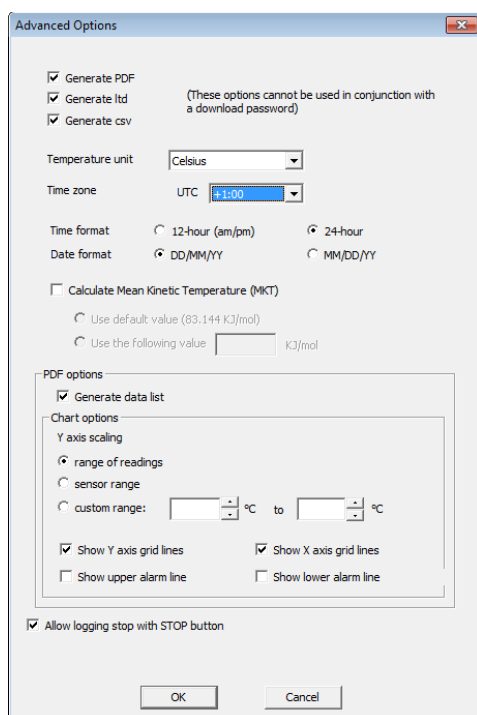 Advanced Options
Generate PDF
Generate ltd
(These options cannot be used in conjunction with
a download password)
Generate csv
Temperature unit Celsius
Time zone UTC +1:00
Time format 12-hour (am/pm) 24-hour
Date format DD/MM/YY MM/DD/YY
Calculate Mean Kinetic Temperature (MKT)
Use default value (83.144 KJ/mol)
Use the following value KJ/mol
PDF options
Generate data list
Chart options
Y axis scaling
range of readings
sensor range
custom range: °C to °C
Show Y axis grid lines Show X axis grid lines
Show upper alarm line Show lower alarm line
Allow logging stop with STOP button
OK Cancel